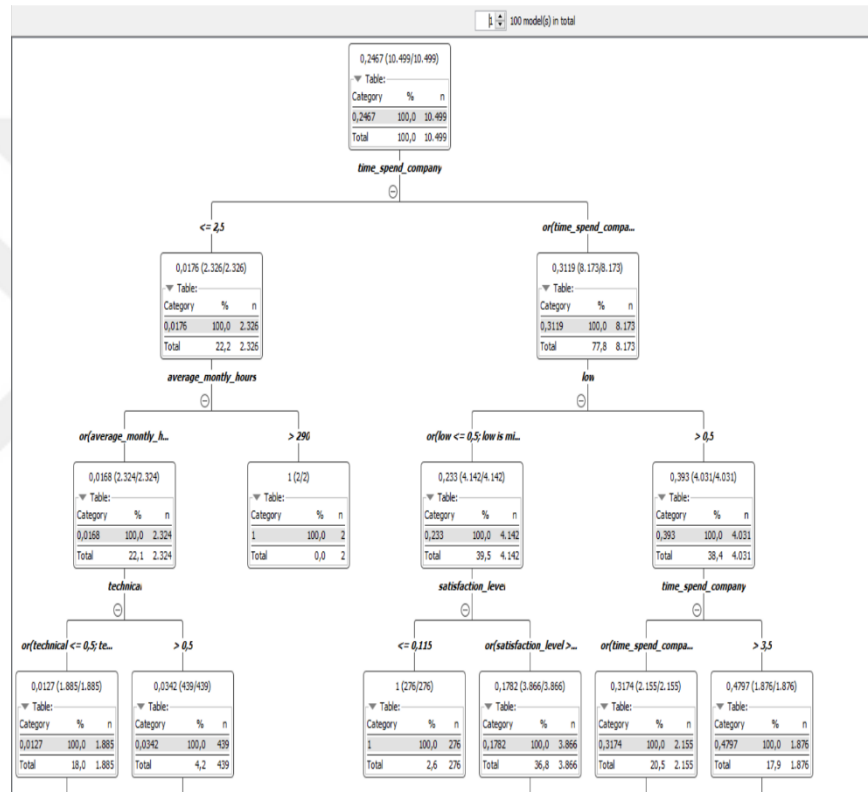 1 100 model(s) in total
0,2467 (10.499/10.499)
Table:
Category % n
0,2467 100,0 10.499
Total 100,0 10.499
time_spend_company
<= 2,5
or(time_spend_compa...
0,0176 (2.326/2.326)
Table:
Category % n
0,0176 100,0 2.326
Total 22,2 2.326
0,3119 (8.173/8.173)
Table:
Category % n
0,3119 100,0 8.173
Total 77,8 8.173
average_montly_hours
low
or(average_montly_h...
> 290
or(low <= 0,5; low is mi...
> 0,5
0,0168 (2.324/2.324)
Table:
Category % n
0,0168 100,0 2.324
Total 22,1 2.324
1 (2/2)
Table:
Category % n
1 100,0 2
Total 0,0 2
0,233 (4.142/4.142)
Table:
Category % n
0,233 100,0 4.142
Total 39,5 4.142
0,393 (4.031/4.031)
Table:
Category % n
0,393 100,0 4.031
Total 38,4 4.031
technical
satisfaction_level
time_spend_company
or(technical <= 0,5; te...
> 0,5
<= 0,115
or(satisfaction_level >...
or(time_spend_compa...
> 3,5
0,0127 (1.885/1.885)
Table:
Category % n
0,0127 100,0 1.885
Total 18,0 1.885
0,0342 (439/439)
Table:
Category % n
0,0342 100,0 439
Total 4,2 439
1 (276/276)
Table:
Category % n
1 100,0 276
Total 2,6 276
0,1782 (3.866/3.866)
Table:
Category % n
0,1782 100,0 3.866
Total 36,8 3.866
0,3174 (2.155/2.155)
Table:
Category % n
0,3174 100,0 2.155
Total 20,5 2.155
0,4797 (1.876/1.876)
Table:
Category % n
0,4797 100,0 1.876
Total 17,9 1.876